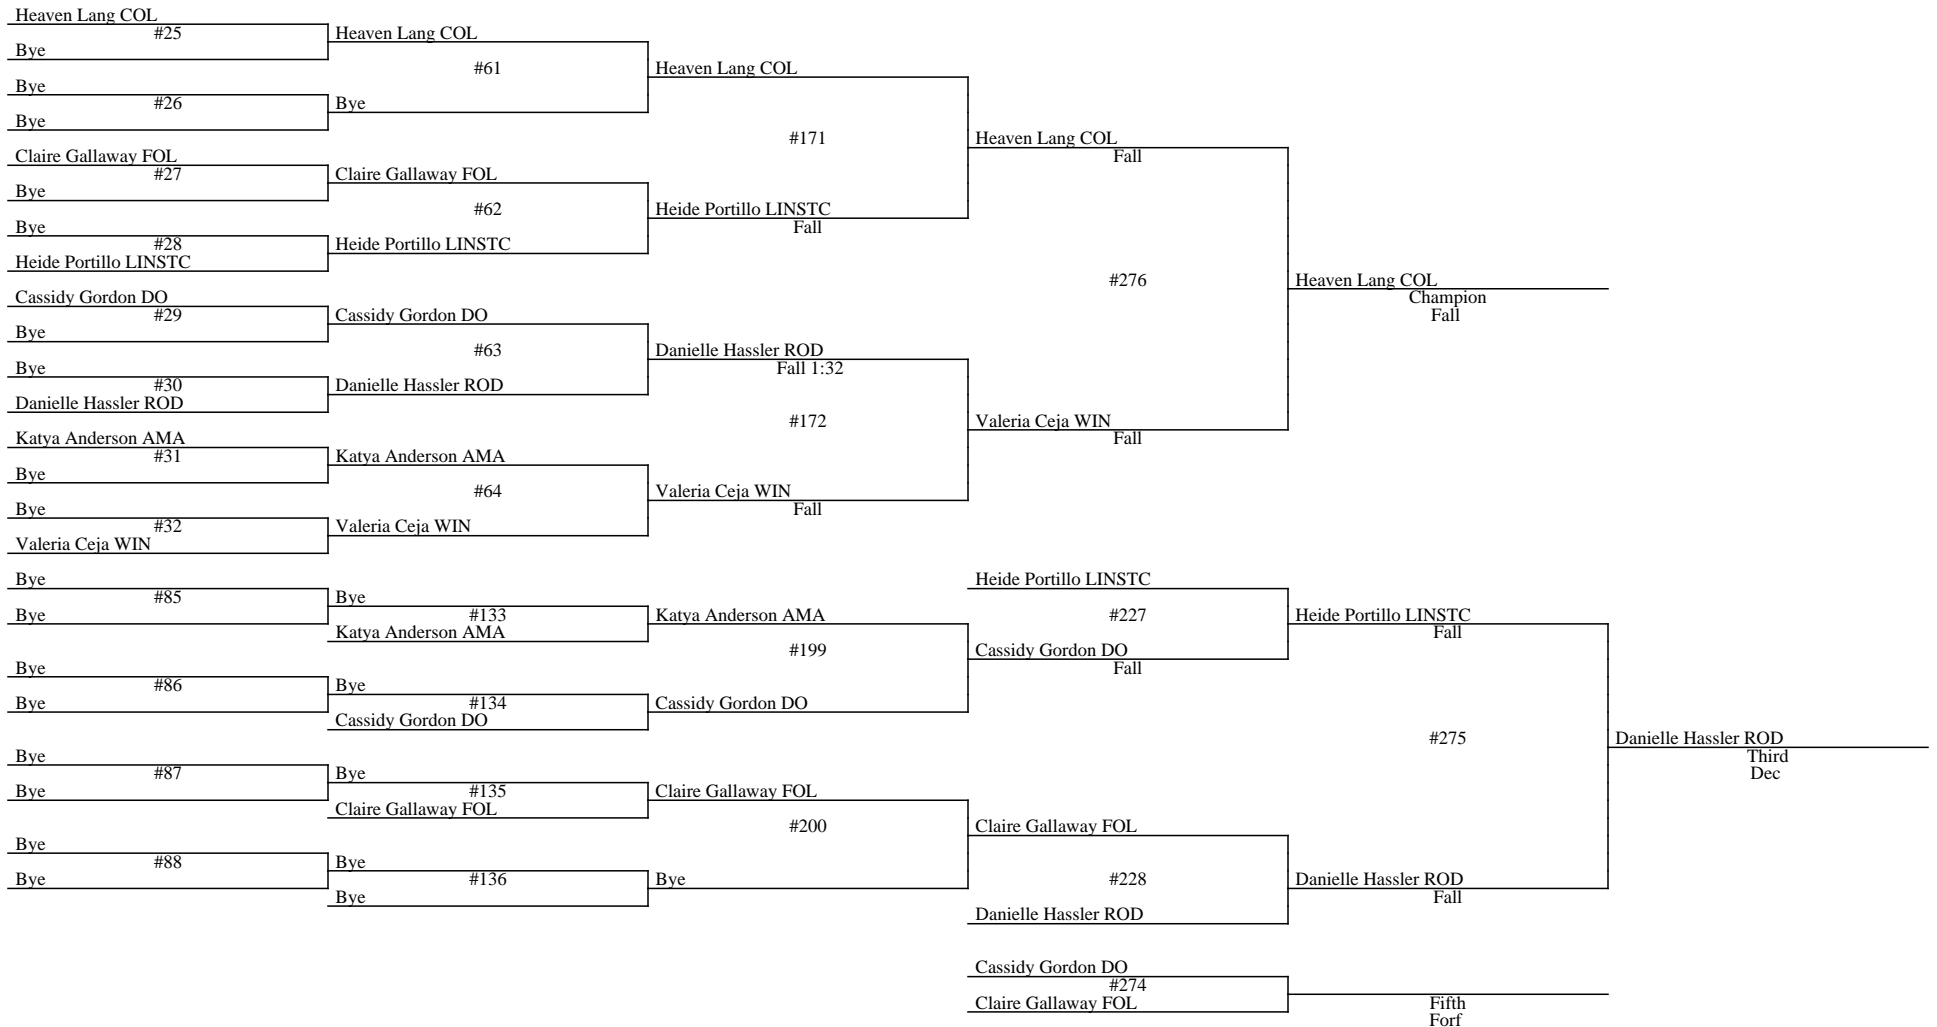 Heaven Lang COL
#25
Bye
Heaven Lang COL
#61
Bye
#26
Bye
Bye
Heaven Lang COL
#171
Claire Gallaway FOL
#27
Bye
Claire Gallaway FOL
#62
Bye
#28
Heide Portillo LINSTC
Heide Portillo LINSTC
Heide Portillo LINSTC
Fall
Heaven Lang COL
Fall
#276
Cassidy Gordon DO
#29
Bye
Cassidy Gordon DO
#63
Bye
#30
Danielle Hassler ROD
Danielle Hassler ROD
Danielle Hassler ROD
Fall 1:32
#172
Katya Anderson AMA
#31
Bye
Katya Anderson AMA
#64
Bye
#32
Valeria Ceja WIN
Valeria Ceja WIN
Valeria Ceja WIN
Fall
Valeria Ceja WIN
Fall
Heaven Lang COL
Champion
Fall
Bye
#85
Bye
Bye
#133
Katya Anderson AMA
Katya Anderson AMA
#199
Bye
#86
Bye
Bye
#134
Cassidy Gordon DO
Cassidy Gordon DO
Heide Portillo LINSTC
#227
Cassidy Gordon DO
Fall
Heide Portillo LINSTC
Fall
#275
Bye
#87
Bye
Bye
#135
Claire Gallaway FOL
Claire Gallaway FOL
#200
Bye
#88
Bye
Bye
#136
Bye
Bye
Claire Gallaway FOL
#228
Danielle Hassler ROD
Danielle Hassler ROD
Fall
Danielle Hassler ROD
Third
Dec
Cassidy Gordon DO
#274
Claire Gallaway FOL
Fifth
Forf